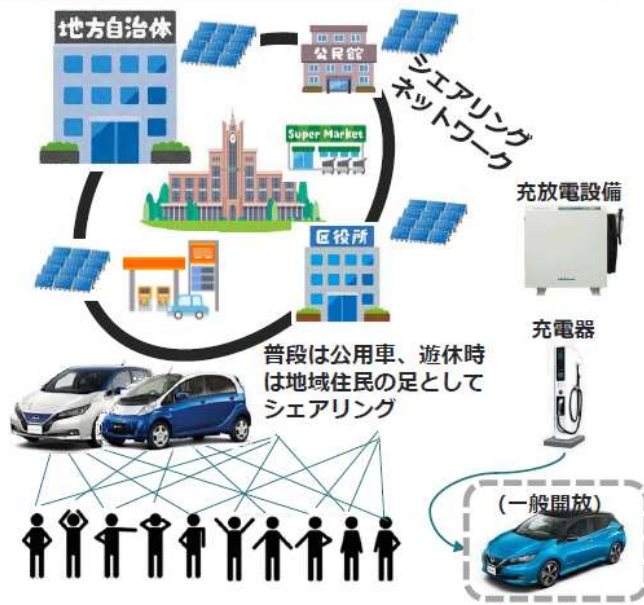 地方自治体
公民館
シェアリング
ネットワーク
Super Market
充放電設備
区役所
充電器
普段は公用車、遊休時
は地域住民の足として
シェアリング
(一般開放)